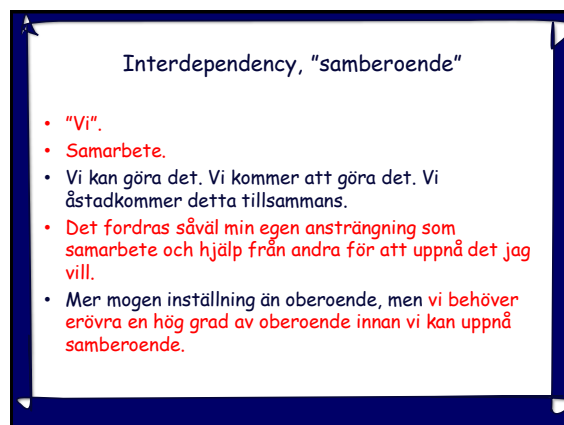 Interdependency, ”samberoende”
• ”Vi”.
• Samarbete.
• Vi kan göra det. Vi kommer att göra det. Vi
åstadkommer detta tillsammans.
• Det fordras såväl min egen ansträngning som
samarbete och hjälp från andra för att uppnå det jag
vill.
• Mer mogen inställning än oberoende, men vi behöver
erövra en hög grad av oberoende innan vi kan uppnå
samberoende.